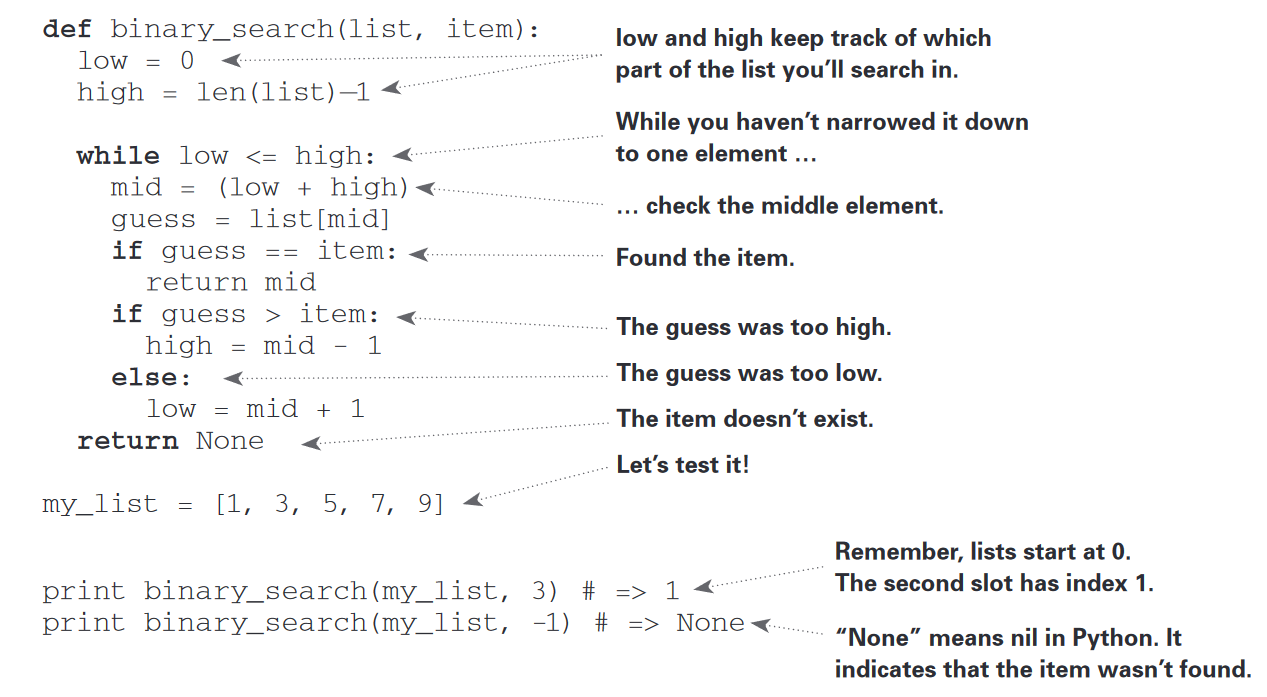 def binary_search(list, item):
low = 0
high = len(list)—1
low and high keep track of which
part of the list you’ll search in.
while low <= high:
While you haven’t narrowed it down
to one element …
mid = (low + high)
… check the middle element.
guess = list[mid]
if guess == item:
Found the item.
return mid
if guess > item:
The guess was too high.
high = mid - 1
else:
The guess was too low.
low = mid + 1
return None
The item doesn’t exist.
Let’s test it!
my_list = [1, 3, 5, 7, 9]
print binary_search(my_list, 3) # => 1
Remember, lists start at 0.
The second slot has index 1.
print binary_search(my_list, -1) # => None
“None” means nil in Python. It
indicates that the item wasn’t found.